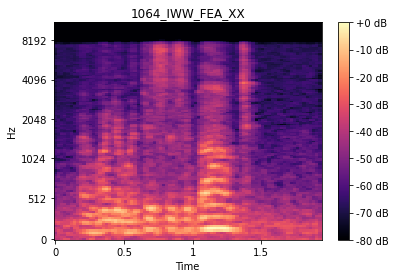 1064_IWW_FEA_XX
+0 dB
8192
-10 dB
4096
-20 dB
-30 dB
2048
Hz
-40 dB
1024
-50 dB
512
-60 dB
-70 dB
0
-80 dB
0 0.5 1 1.5
Time